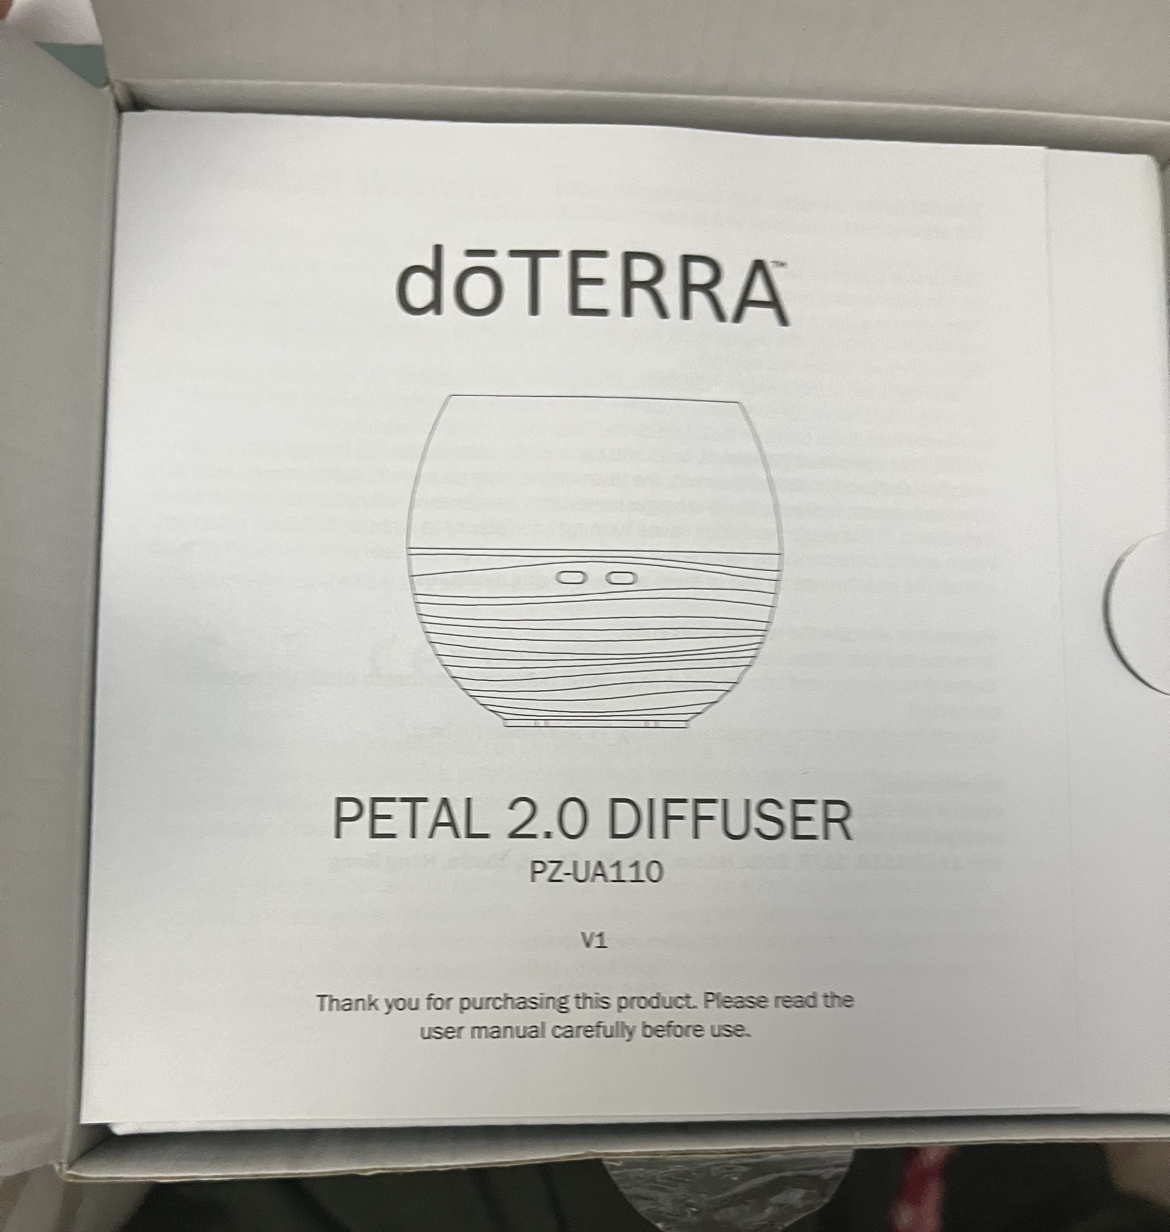 dōTERRA™
PETAL 2.0 DIFFUSER
PZ-UA110
V1
Thank you for purchasing this product. Please read the
user manual carefully before use.